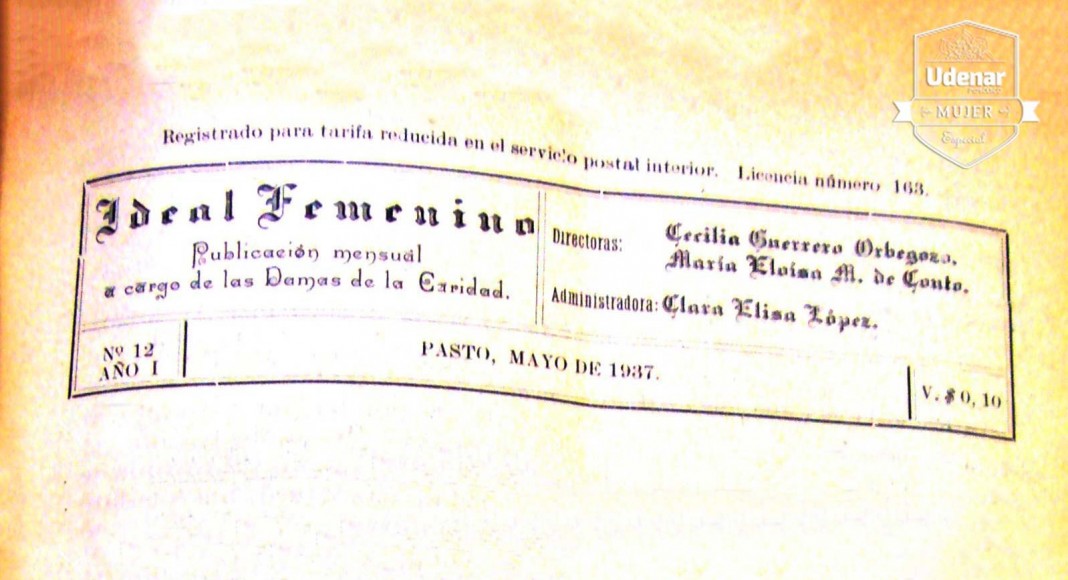 Udenar
MUJER
Especial
Registrado para tarifa reducida en el servicio postal interior. Licencia número 163.
Ideal Femenino
Publicación mensual
a cargo de las Damas de la Caridad.
Directoras: Cecilia Guerrero Orbegozo.
María Eloísa M. de Couto.
Administradora: Clara Elisa López.
Nº 12
AÑO I
PASTO, MAYO DE 1937.
V. $ 0, 10